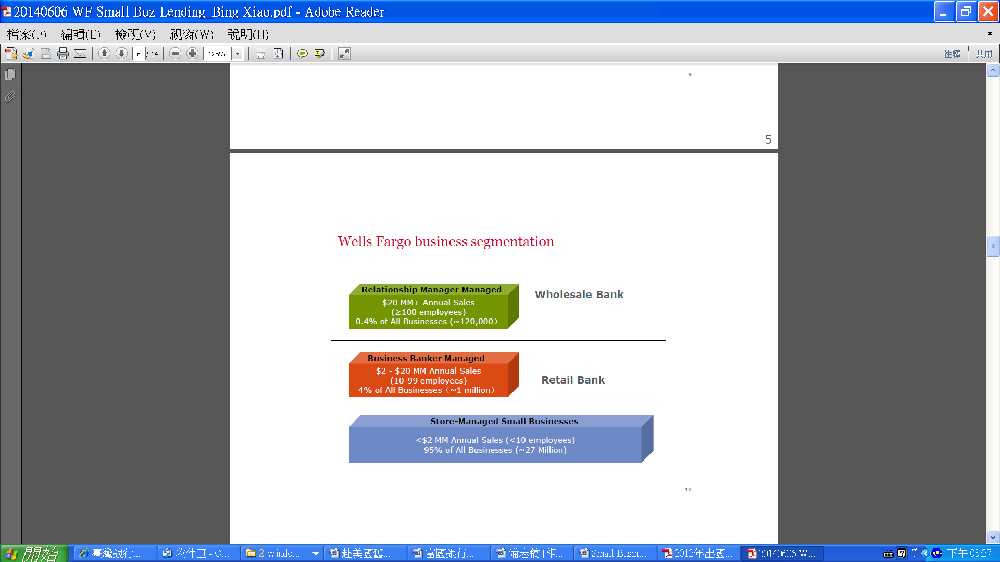 20140606 WF Small Buz Lending_Bing Xiao.pdf - Adobe Reader
檔案(F) 編輯(E) 檢視(V) 視窗(W) 說明(H)
6 / 14 125% 注釋 共用
9
5
Wells Fargo business segmentation
Relationship Manager Managed
$20 MM+ Annual Sales
(≥100 employees)
0.4% of All Businesses (~120,000）
Wholesale Bank
Business Banker Managed
$2 - $20 MM Annual Sales
(10-99 employees)
4% of All Businesses（~1 million）
Retail Bank
Store-Managed Small Businesses
<$2 MM Annual Sales (<10 employees)
95% of All Businesses (~27 Million)
10
開始 臺灣銀行... 收件匣 - O... 2 Windo... 赴美國舊... 富國銀行... 備忘稿 [相... Small Busin... 2012年出國... 20140606 W... 下午 03:27